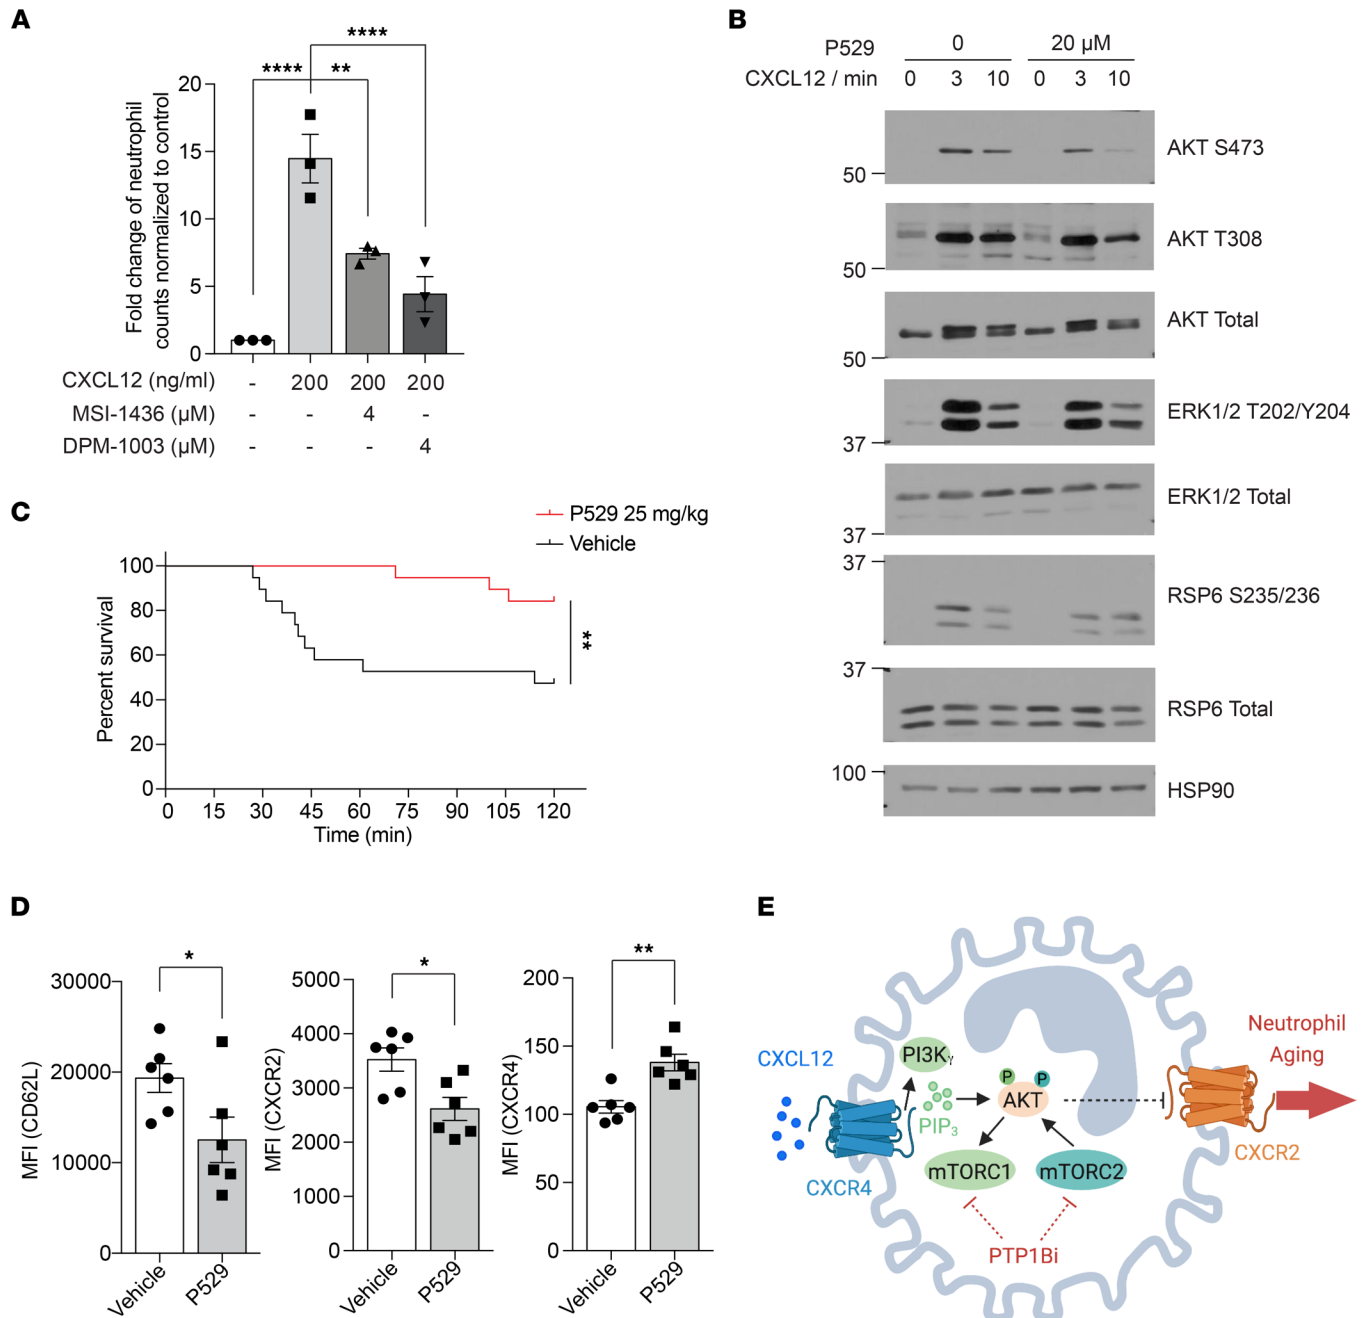 A
****
****
**
Fold change of neutrophil
counts normalized to control
20
15
10
5
0
CXCL12 (ng/ml) - 200 200 200
MSI-1436 (µM) - - 4 -
DPM-1003 (µM) - - - 4
B
P529 0 20 µM
CXCL12 / min 0 3 10 0 3 10
50
AKT S473
50
AKT T308
50
AKT Total
37
ERK1/2 T202/Y204
37
ERK1/2 Total
37
RSP6 S235/236
37
RSP6 Total
100
HSP90
C
P529 25 mg/kg
Vehicle
Percent survival
100
80
60
40
20
0
0 15 30 45 60 75 90 105 120
Time (min)
**
D
MFI (CD62L)
30000
20000
10000
0
*
Vehicle
P529
MFI (CXCR2)
5000
4000
3000
2000
1000
0
*
Vehicle
P529
MFI (CXCR4)
200
150
100
50
0
**
Vehicle
P529
E
CXCL12
CXCR4
PI3Kγ
PIP3
P
P
AKT
mTORC1
mTORC2
PTP1Bi
CXCR2
Neutrophil
Aging